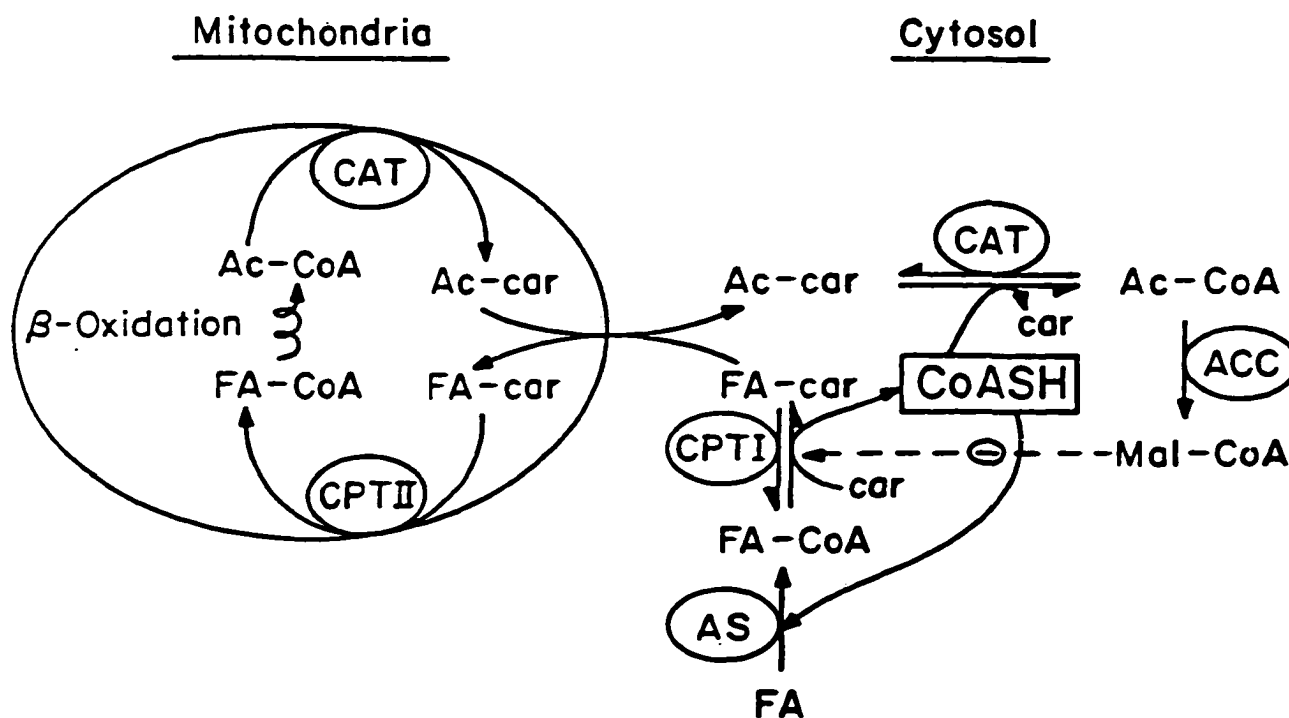 Mitochondria
Cytosol
CAT
CAT
Ac-CoA
Ac-car
Ac-car
Ac-CoA
β-Oxidation
car
ACC
FA-CoA
FA-car
FA-car
CoASH
CPTI
Mal-CoA
car
CPTII
FA-CoA
AS
FA